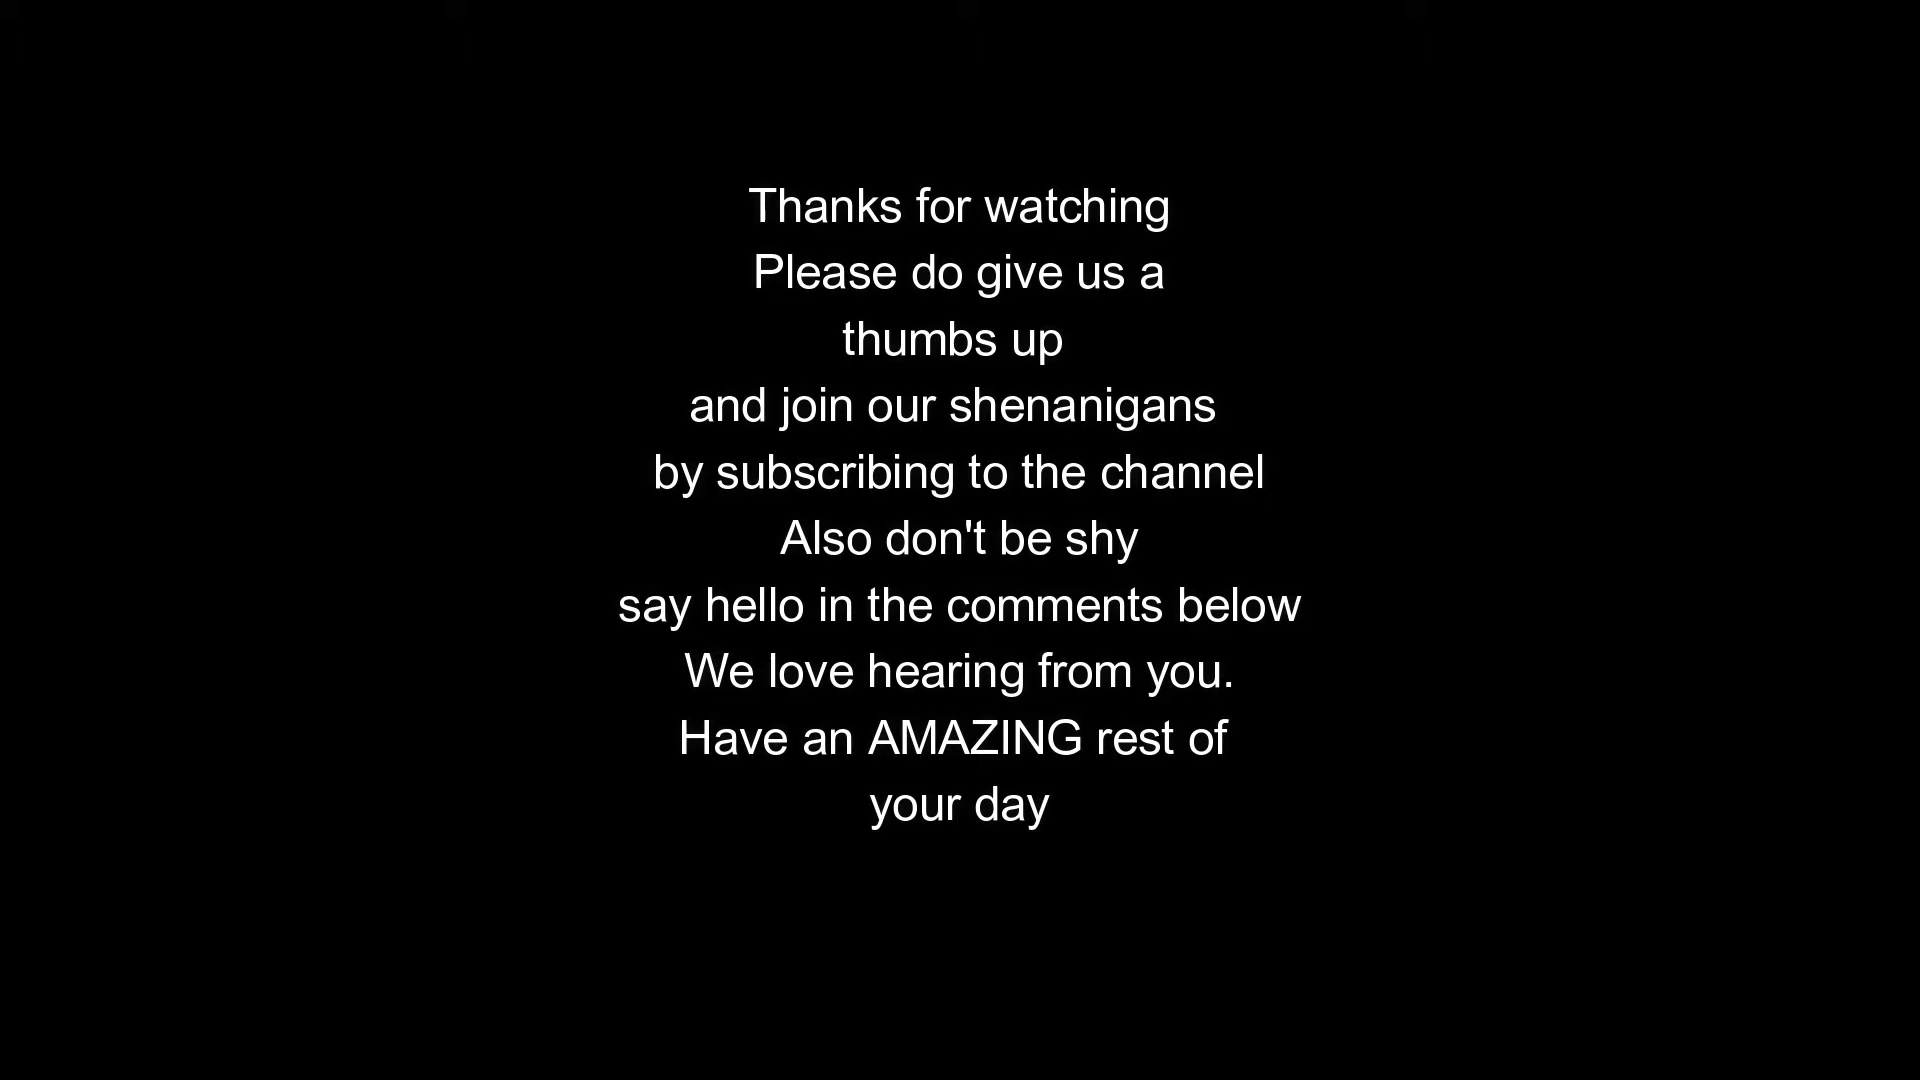 Thanks for watching
Please do give us a
thumbs up
and join our shenanigans
by subscribing to the channel
Also don't be shy
say hello in the comments below
We love hearing from you.
Have an AMAZING rest of
your day